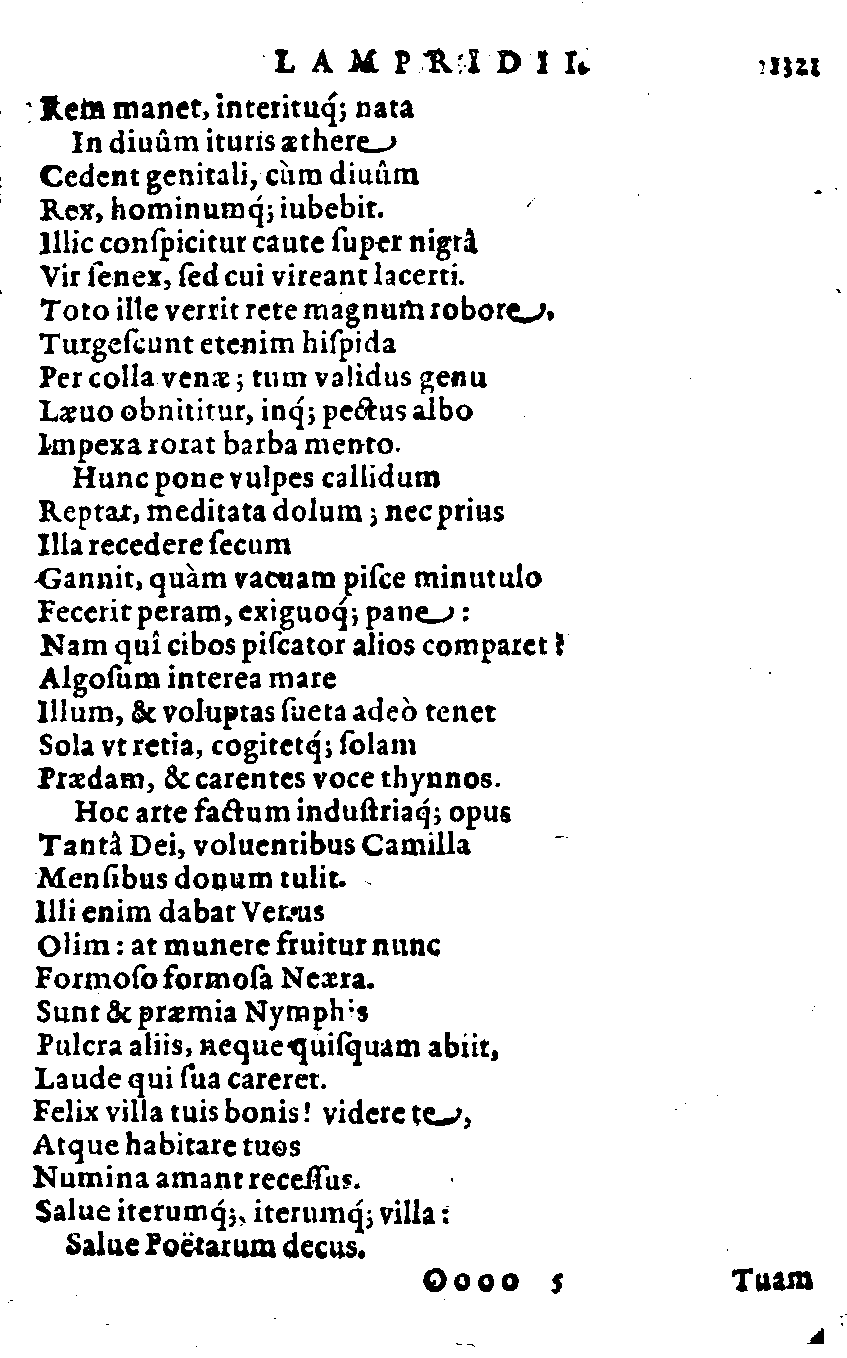 LAMPRIDII. 1321
Rem manet, interituq́; nata
In diuûm ituris æthere
Cedent genitali, cùm diuûm
Rex, hominumq́; iubebit.
Illic conſpicitur caute ſuper nigrâ
Vir ſenex, ſed cui vireant lacerti.
Toto ille verrit rete magnum robore,
Turgeſcunt etenim hiſpida
Per colla venæ; tum validus genu
Læuo obnititur, inq́; pectus albo
Impexa rorat barba mento.
Hunc pone vulpes callidum
Reptat, meditata dolum; nec prius
Illa recedere ſecum
Gannit, quàm vacuam piſce minutulo
Fecerit peram, exiguoq́; pane:
Nam quî cibos piſcator alios comparet?
Algoſum interea mare
Illum, & voluptas ſueta adeò tenet
Sola vt retia, cogitetq́; ſolam
Prædam, & carentes voce thynnos.
Hoc arte factum induſtriaq́; opus
Tantâ Dei, voluentibus Camilla
Menſibus donum tulit.
Illi enim dabat Venus
Olim: at munere fruitur nunc
Formoſo formoſa Neæra.
Sunt & præmia Nymphis
Pulcra aliis, neque quiſquam abiit,
Laude qui ſua careret.
Felix villa tuis bonis! videre te,
Atque habitare tuos
Numina amant receſſus.
Salue iterumq́;, iterumq́; villa:
Salue Poëtarum decus.
Oooo 5 Tuam